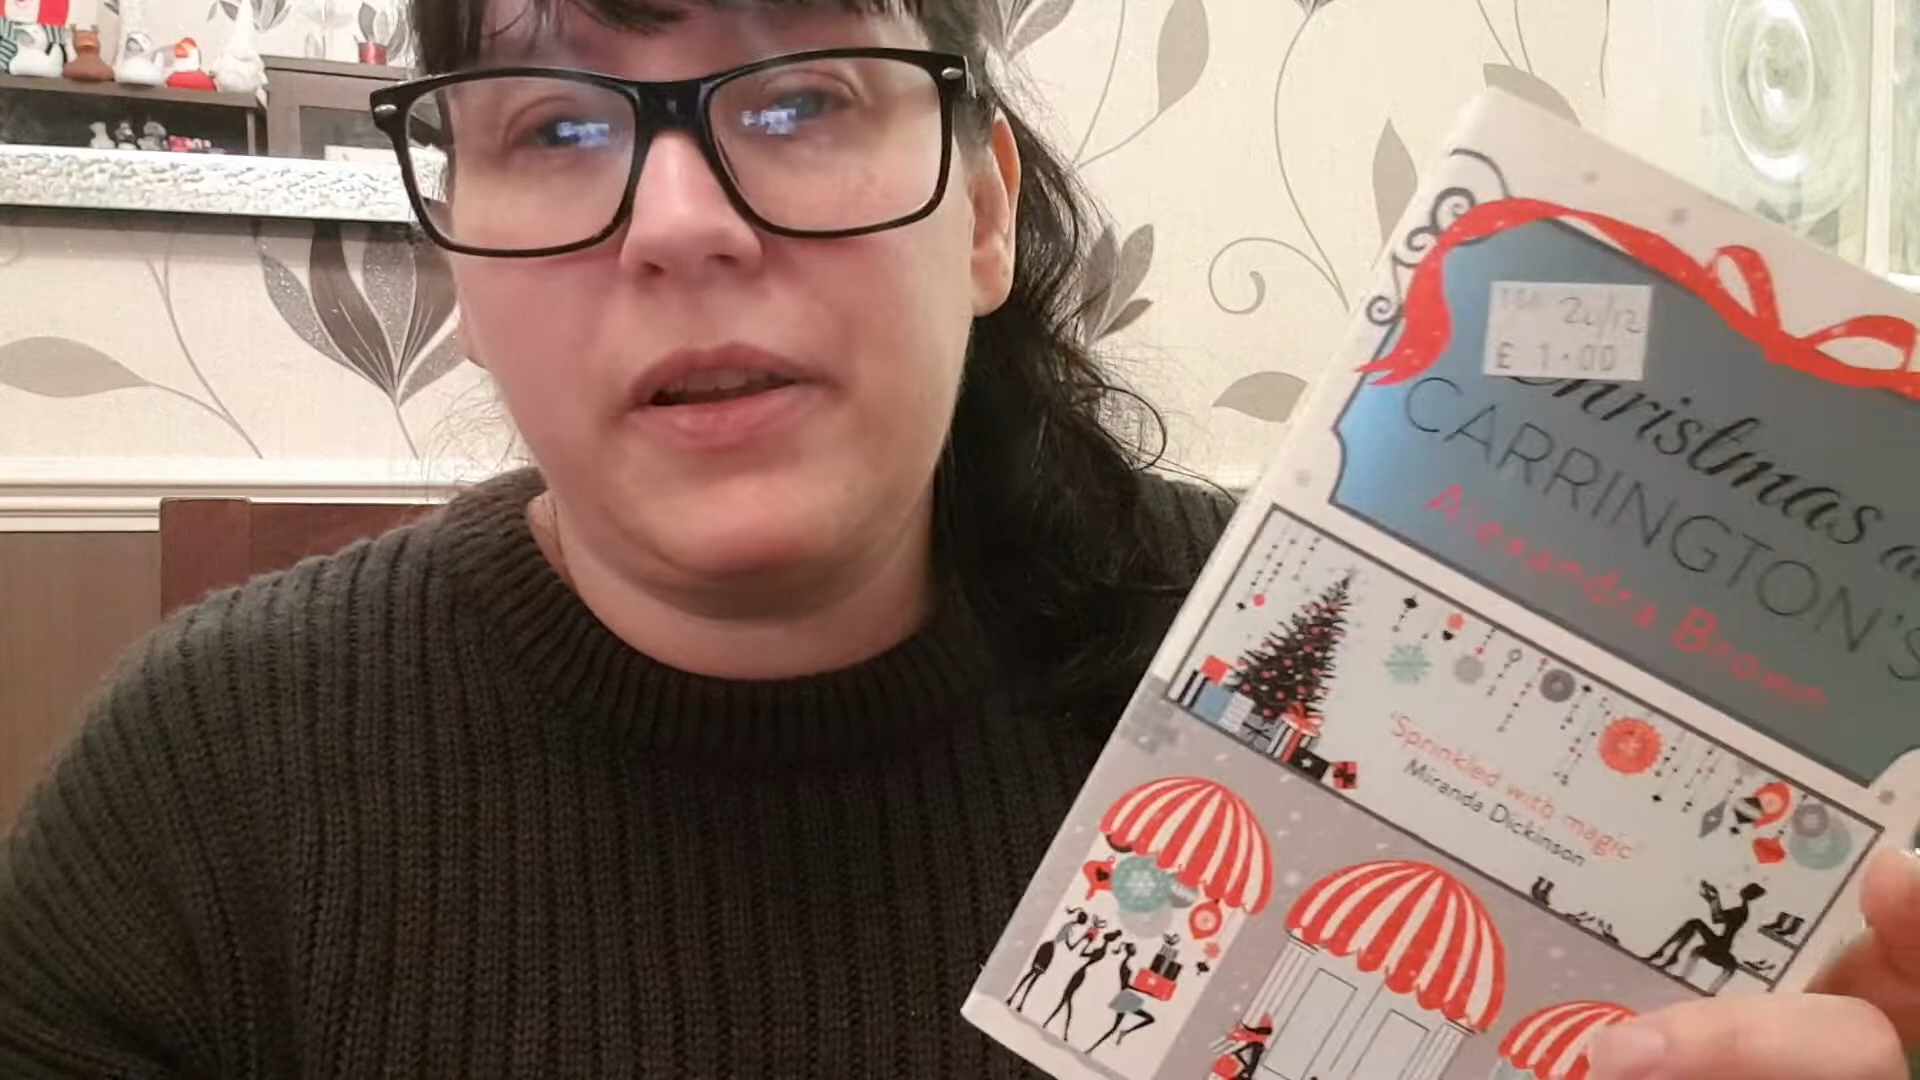 24/12
£ 1.00
Christmas
CARRINGTON'S
Alexandra Brown
'Sprinkled with magic'
Miranda Dickinson